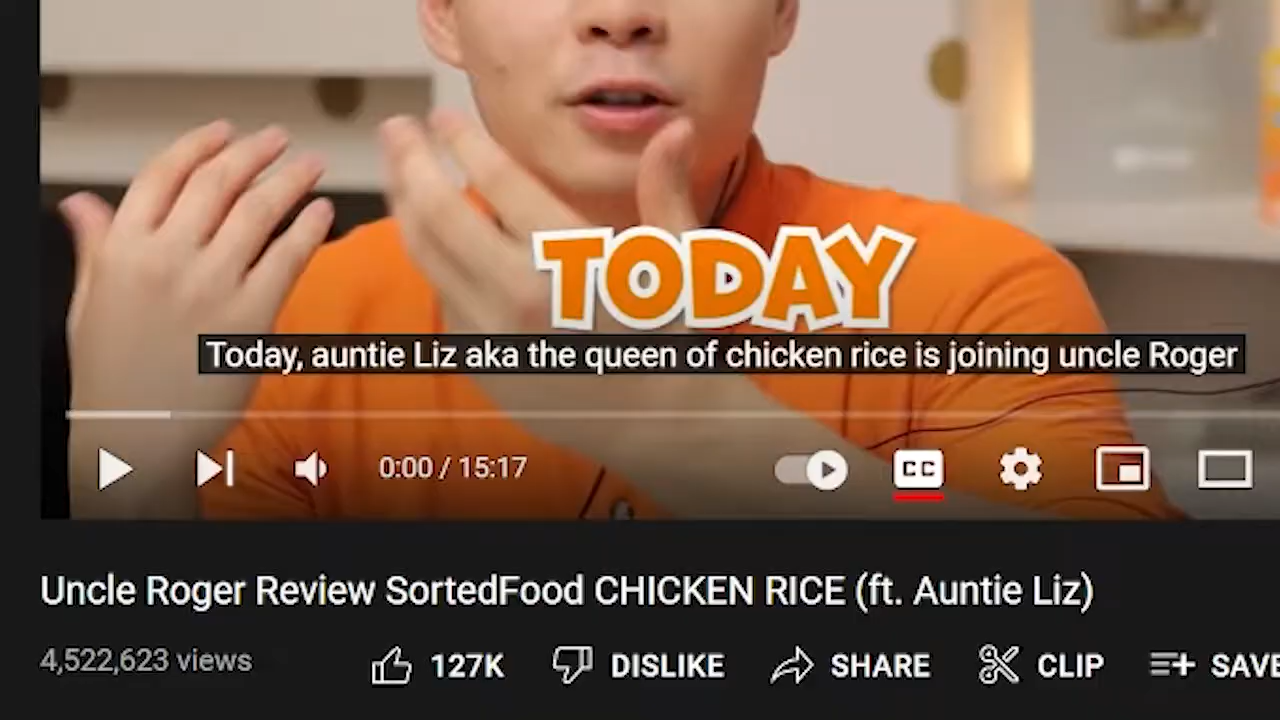 TODAY
Today, auntie Liz aka the queen of chicken rice is joining uncle Roger
0:00 / 15:17
CC
Uncle Roger Review SortedFood CHICKEN RICE (ft. Auntie Liz)
4,522,623 views 127K DISLIKE SHARE CLIP SAVE